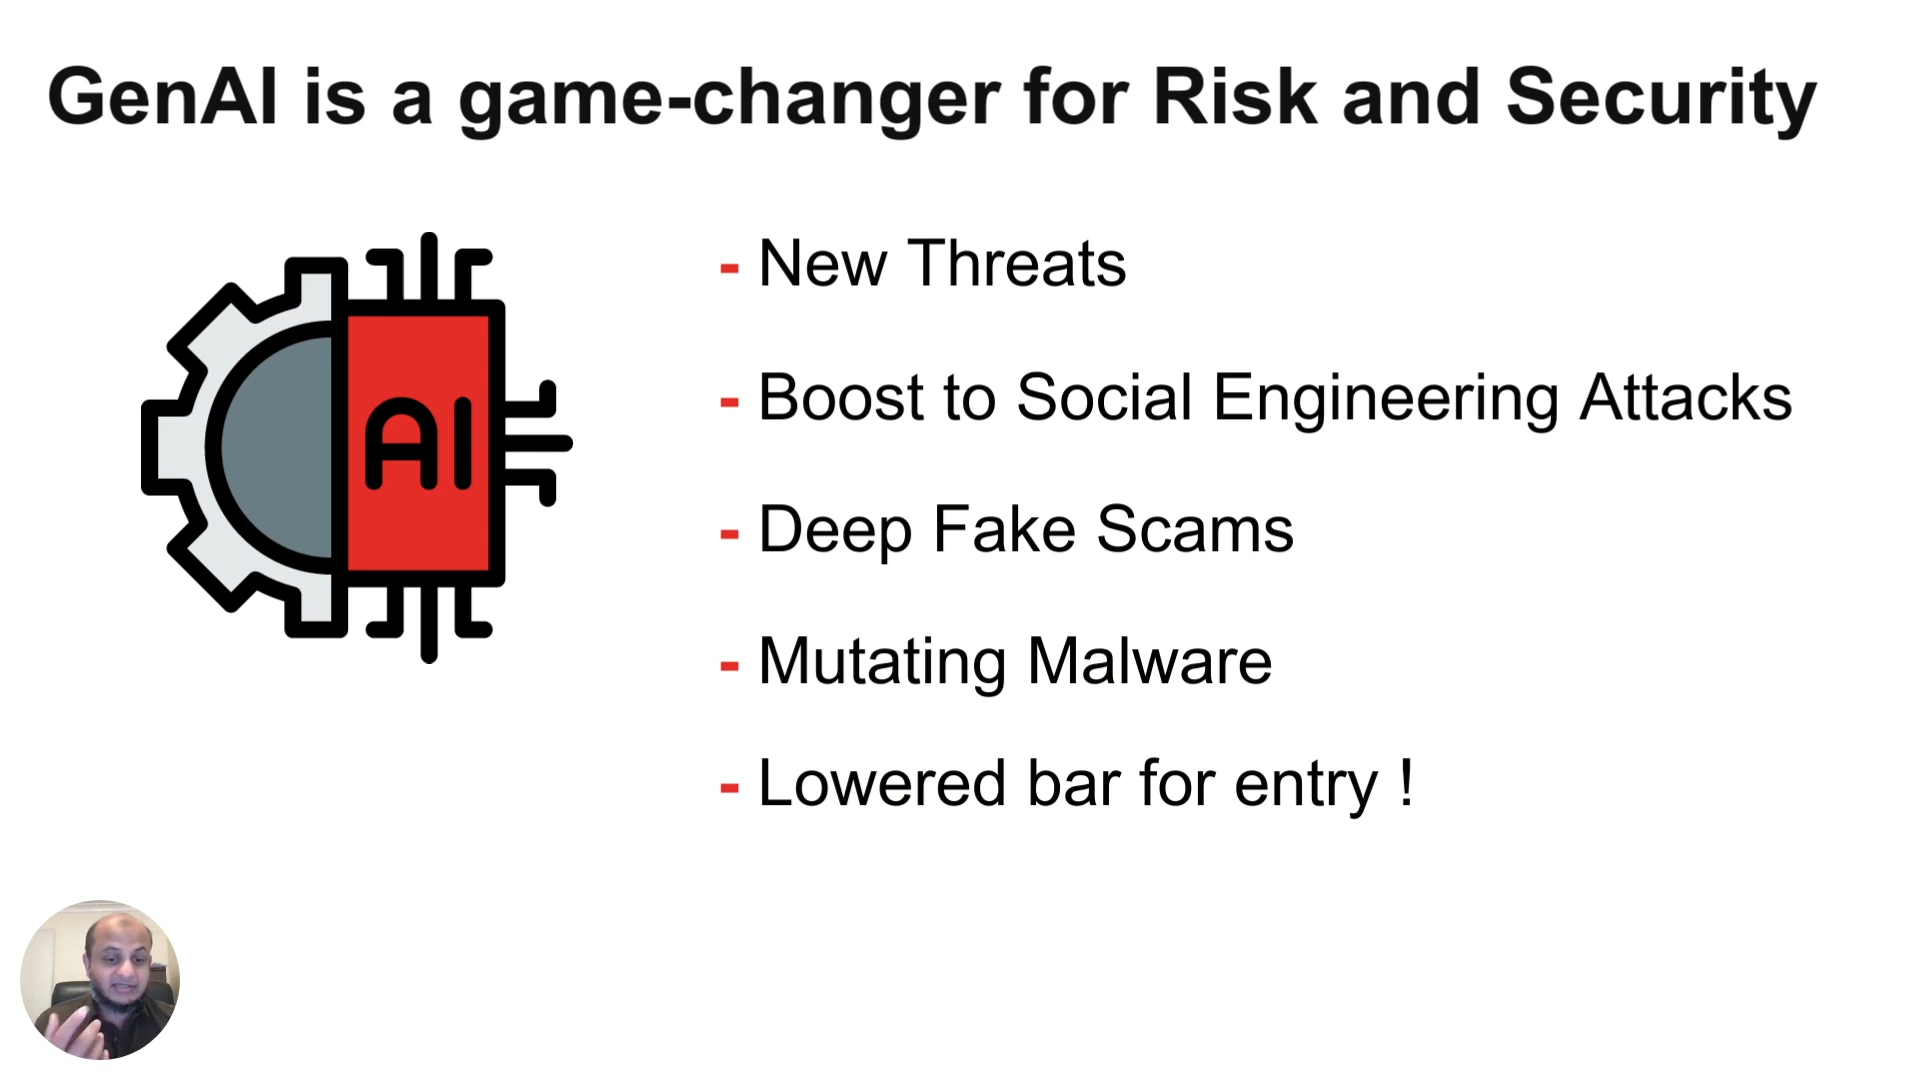 GenAI is a game-changer for Risk and Security
AI
- New Threats
- Boost to Social Engineering Attacks
- Deep Fake Scams
- Mutating Malware
- Lowered bar for entry !